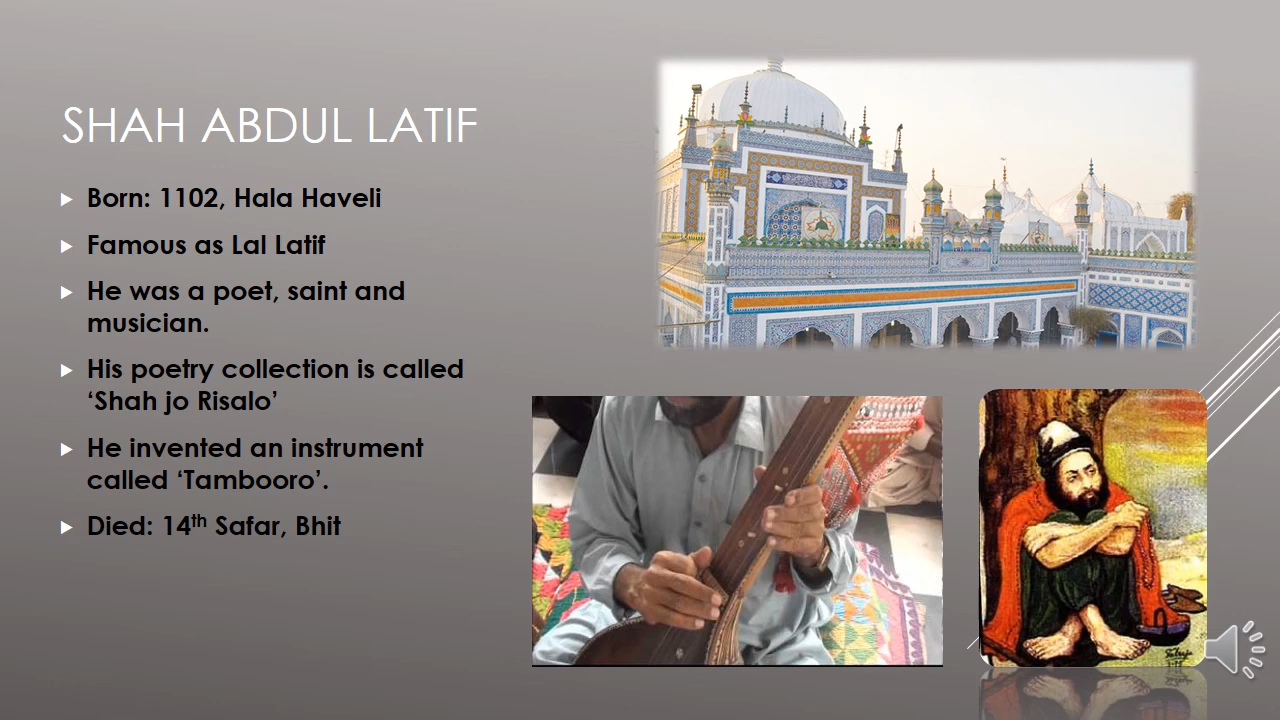 SHAH ABDUL LATIF
Born: 1102, Hala Haveli
Famous as Lal Latif
He was a poet, saint and
musician.
His poetry collection is called
‘Shah jo Risalo’
He invented an instrument
called ‘Tambooro’.
Died: 14th Safar, Bhit